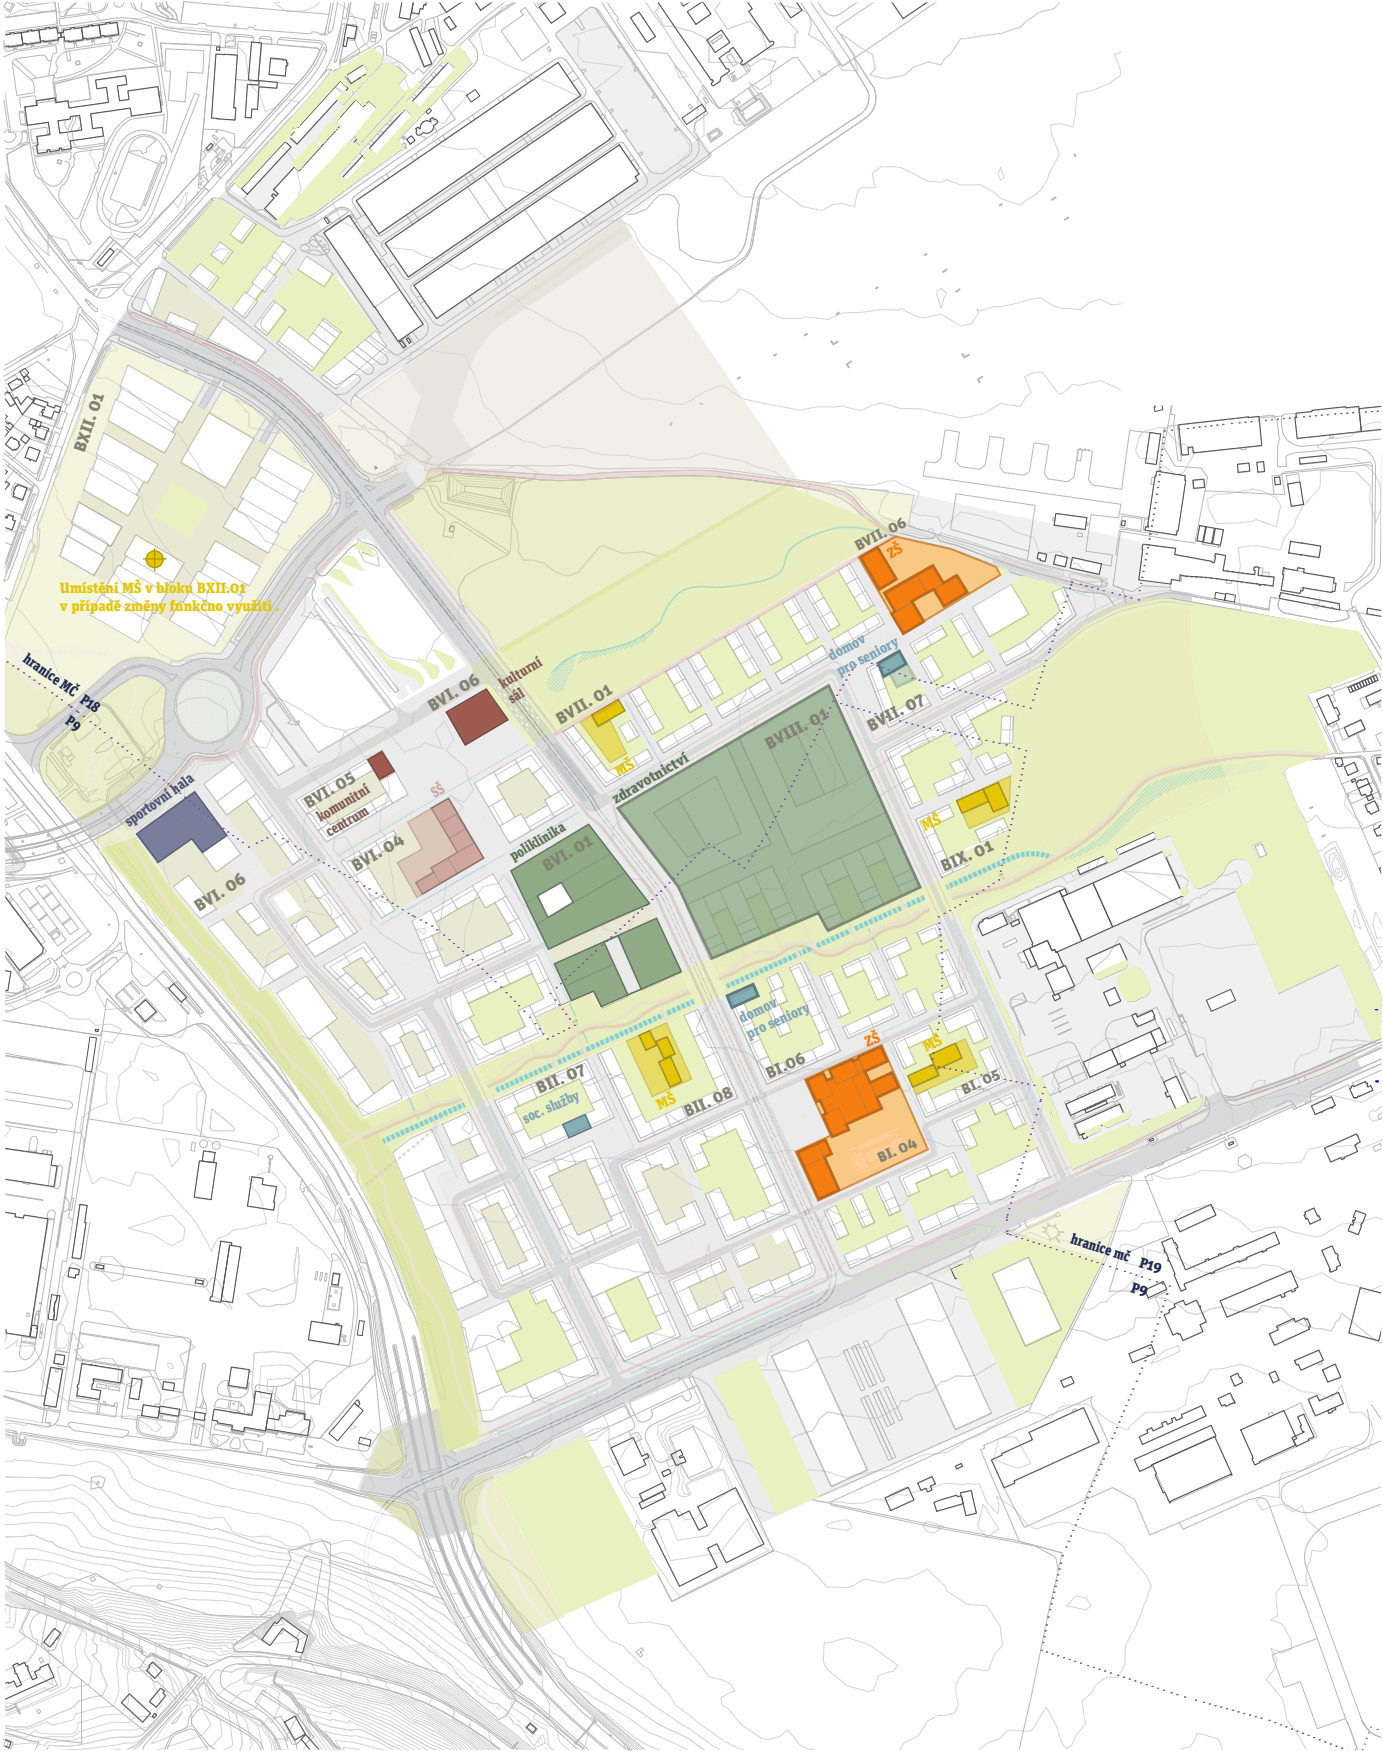 BXII. 01
Umístění MŠ v bloku BXII.01
v případě změny funkčno využití .
hranice MČ P18
P9
BVII. 06
ZŠ
domov
pro seniory
kulturní
sál
BVI. 06
BVII. 01
BVII. 07
BVIII. 01
MŠ
zdravotnictví
sportovní hala
BVI. 05
komunitní
centrum
SŠ
MŠ
poliklinika
BVI. 04
BVI. 01
BIX. 01
BVI. 06
domov
pro seniory
ZŠ
MŠ
BII. 07
BI.06
BI. 05
soc. služby
MŠ
BII. 08
BI. 04
hranice mč P19
P9